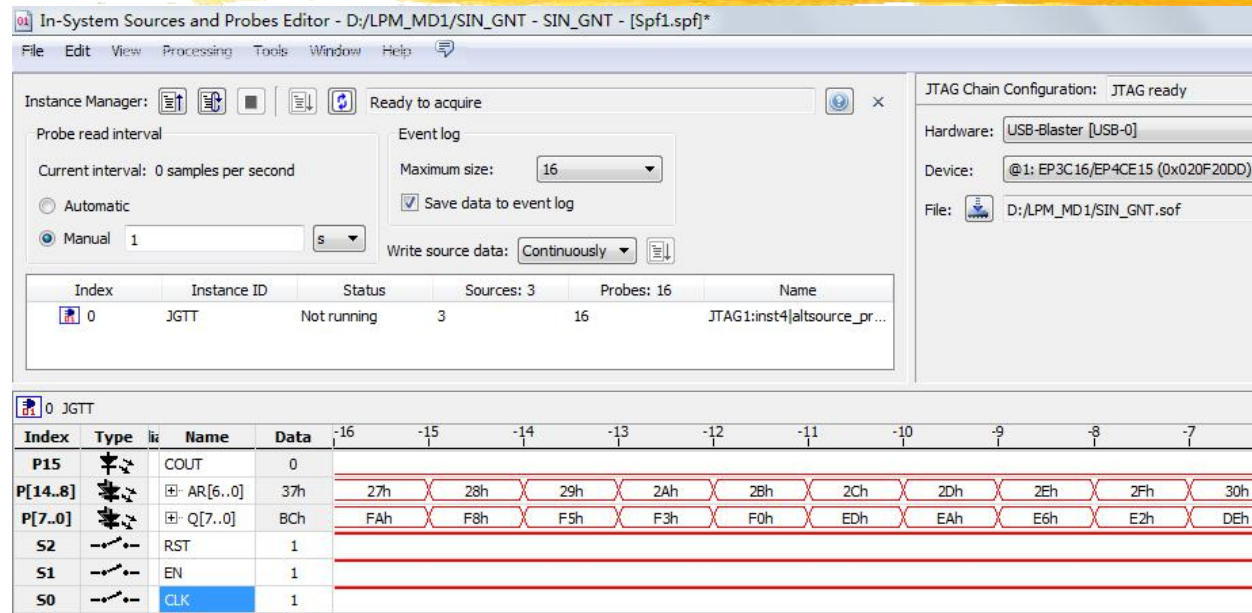 In-System Sources and Probes Editor - D:/LPM_MD1/SIN_GNT - SIN_GNT - [Spf1.spf]*
File Edit View Processing Tools Window Help
Instance Manager: Ready to acquire
JTAG Chain Configuration: JTAG ready
Probe read interval
Event log
Hardware: USB-Blaster [USB-0]
Current interval: 0 samples per second
Maximum size: 16
Device: @1: EP3C16/EP4CE15 (0x020F20DD)
Automatic
Save data to event log
File: D:/LPM_MD1/SIN_GNT.sof
Manual 1 s
Write source data: Continuously
Index Instance ID Status Sources: 3 Probes: 16 Name
0 JGTT Not running 3 16 JTAG1:inst4|altsource_pr...
0 JGTT
Index Type Name Data -16 -15 -14 -13 -12 -11 -10 -9 -8 -7
P15 COUT 0
P[14..8] AR[6..0] 37h 27h 28h 29h 2Ah 2Bh 2Ch 2Dh 2Eh 2Fh 30h
P[7..0] Q[7..0] BCh FAh F8h F5h F3h F0h EDh EAh E6h E2h DEh
S2 RST 1
S1 EN 1
S0 CLK 1